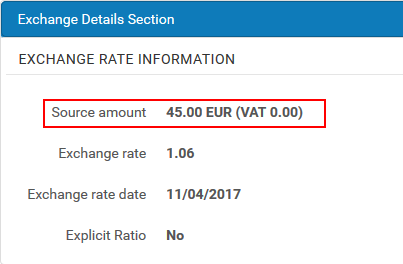 Exchange Details Section
EXCHANGE RATE INFORMATION
Source amount 45.00 EUR (VAT 0.00)
Exchange rate 1.06
Exchange rate date 11/04/2017
Explicit Ratio No